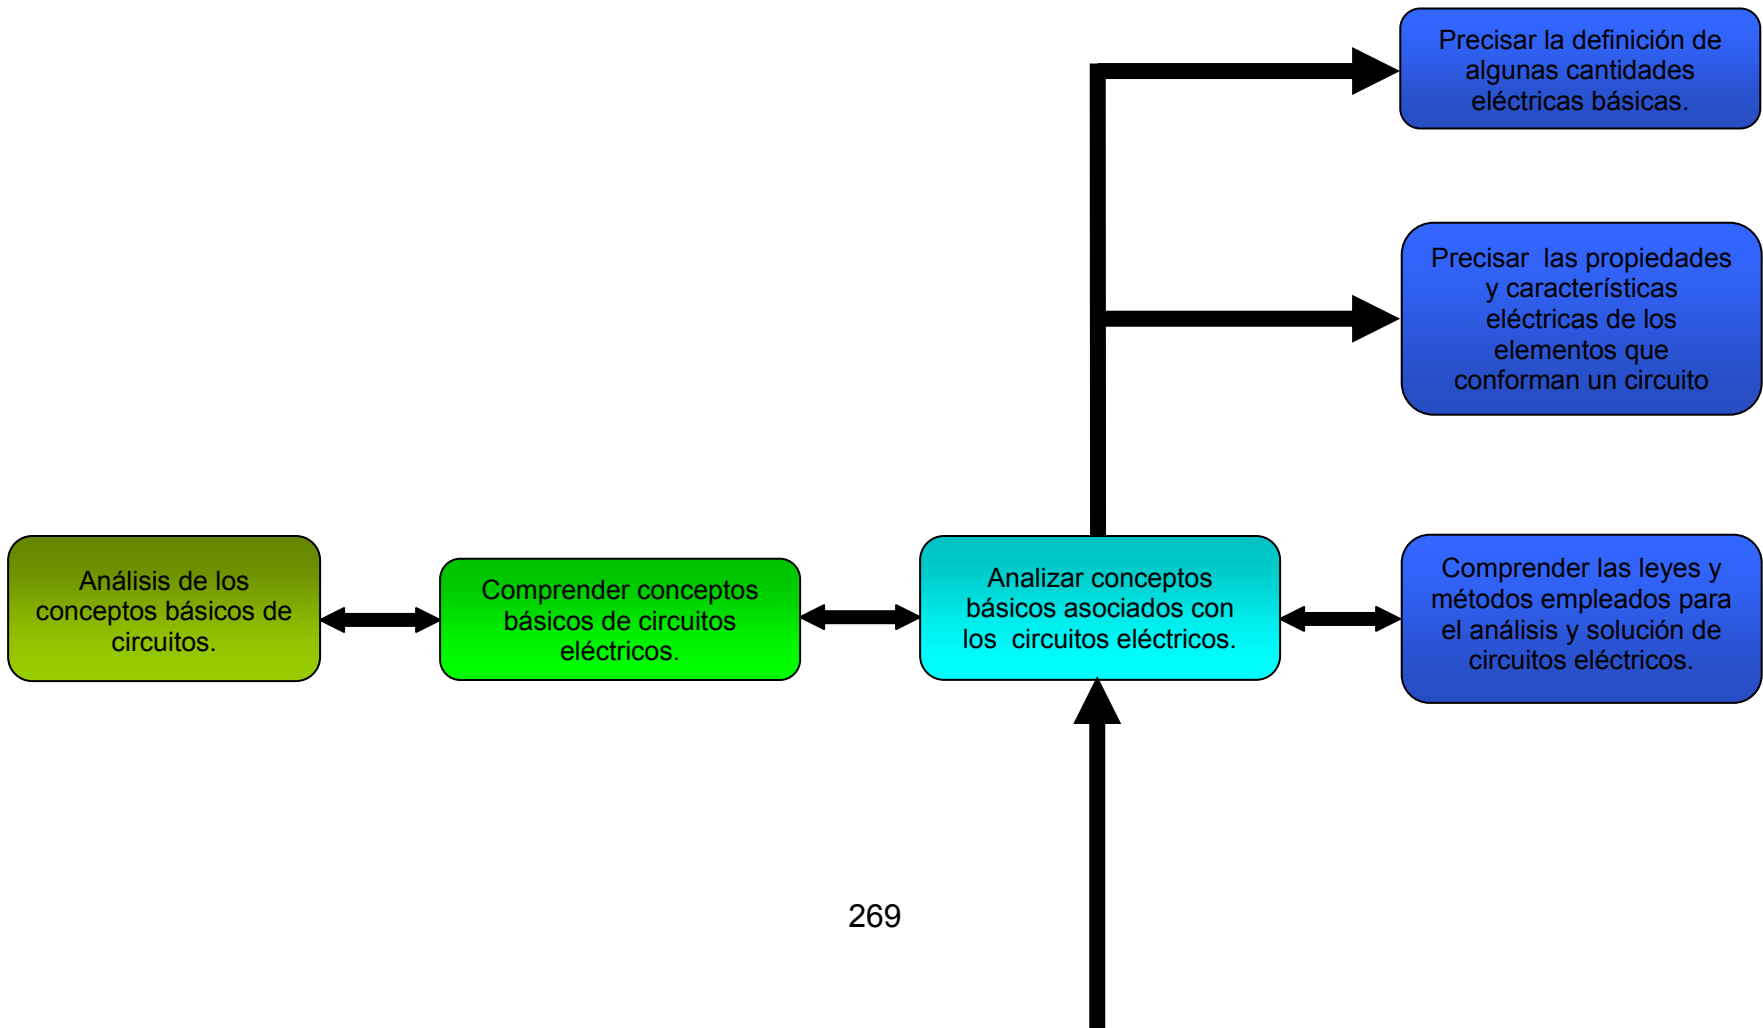 Precisar la definición de
algunas cantidades
eléctricas básicas.
Precisar  las propiedades
y características
eléctricas de los
elementos que
conforman un circuito
Análisis de los
conceptos básicos de
circuitos.
Comprender conceptos
básicos de circuitos
eléctricos.
Analizar conceptos
básicos asociados con
los  circuitos eléctricos.
Comprender las leyes y
métodos empleados para
el análisis y solución de
circuitos eléctricos.
269